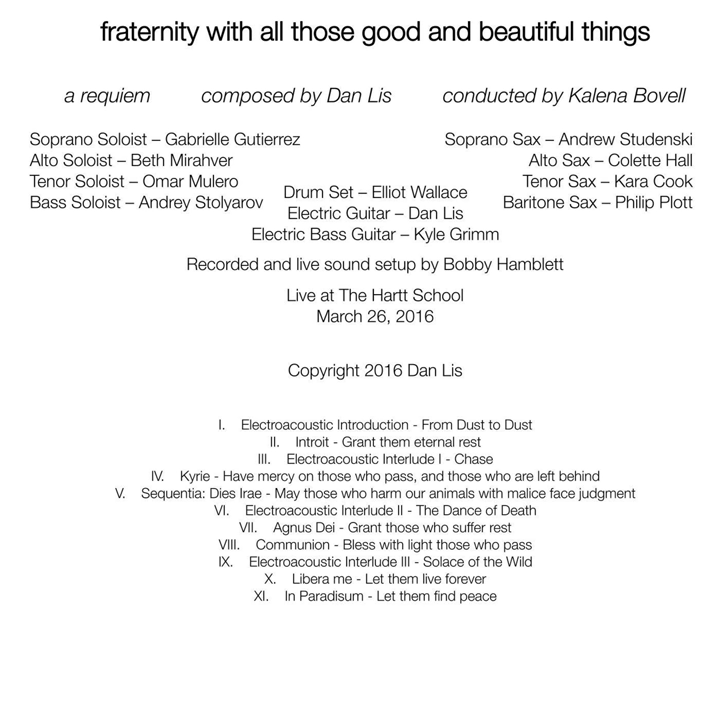 fraternity with all those good and beautiful things
a requiem composed by Dan Lis conducted by Kalena Bovell
Soprano Soloist – Gabrielle Gutierrez
Alto Soloist – Beth Mirahver
Tenor Soloist – Omar Mulero
Bass Soloist – Andrey Stolyarov
Drum Set – Elliot Wallace
Electric Guitar – Dan Lis
Electric Bass Guitar – Kyle Grimm
Soprano Sax – Andrew Studenski
Alto Sax – Colette Hall
Tenor Sax – Kara Cook
Baritone Sax – Philip Plott
Recorded and live sound setup by Bobby Hamblett
Live at The Hartt School
March 26, 2016
Copyright 2016 Dan Lis
I. Electroacoustic Introduction - From Dust to Dust
II. Introit - Grant them eternal rest
III. Electroacoustic Interlude I - Chase
IV. Kyrie - Have mercy on those who pass, and those who are left behind
V. Sequentia: Dies Irae - May those who harm our animals with malice face judgment
VI. Electroacoustic Interlude II - The Dance of Death
VII. Agnus Dei - Grant those who suffer rest
VIII. Communion - Bless with light those who pass
IX. Electroacoustic Interlude III - Solace of the Wild
X. Libera me - Let them live forever
XI. In Paradisum - Let them find peace